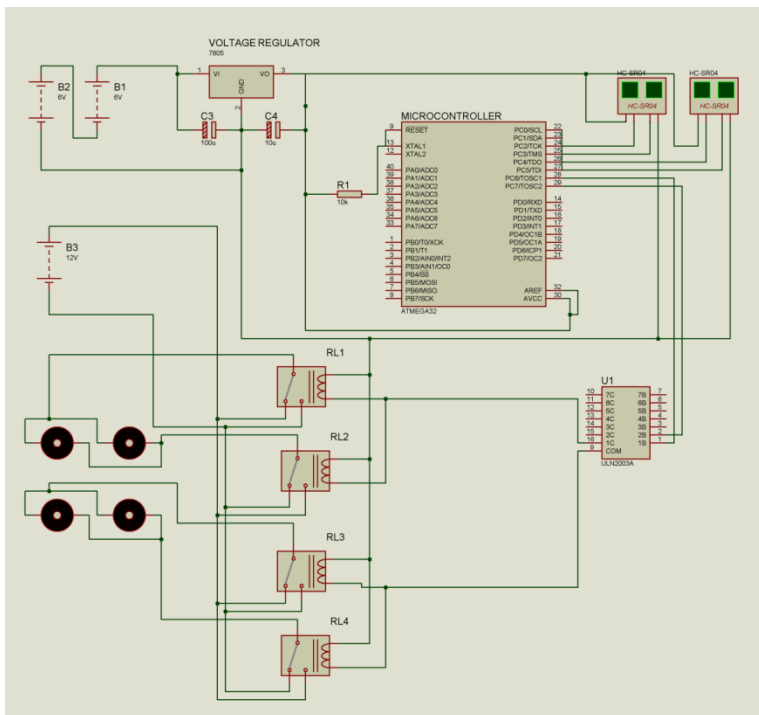 VOLTAGE REGULATOR
7805
1 VI VO 3
GND
2
B2
6V
B1
6V
C3
100u
C4
10u
HC-SR04
HC-SR04
HC-SR04
HC-SR04
MICROCONTROLLER
9 RESET PC0/SCL 22
PC1/SDA 23
13 XTAL1 PC2/TCK 24
12 XTAL2 PC3/TMS 25
PC4/TDO 26
40 PA0/ADC0 PC5/TDI 27
39 PA1/ADC1 PC6/TOSC1 28
38 PA2/ADC2 PC7/TOSC2 29
37 PA3/ADC3
36 PA4/ADC4 PD0/RXD 14
35 PA5/ADC5 PD1/TXD 15
34 PA6/ADC6 PD2/INT0 16
33 PA7/ADC7 PD3/INT1 17
PD4/OC1B 18
1 PB0/T0/XCK PD5/OC1A 19
2 PB1/T1 PD6/ICP1 20
3 PB2/AIN0/INT2 PD7/OC2 21
4 PB3/AIN1/OC0
5 PB4/SS
6 PB5/MOSI
7 PB6/MISO AREF 32
8 PB7/SCK AVCC 30
ATMEGA32
R1
10k
B3
12V
RL1
RL2
RL3
RL4
U1
10 7C 7B 7
11 6C 6B 6
12 5C 5B 5
13 4C 4B 4
14 3C 3B 3
15 2C 2B 2
16 1C 1B 1
9 COM
ULN2003A